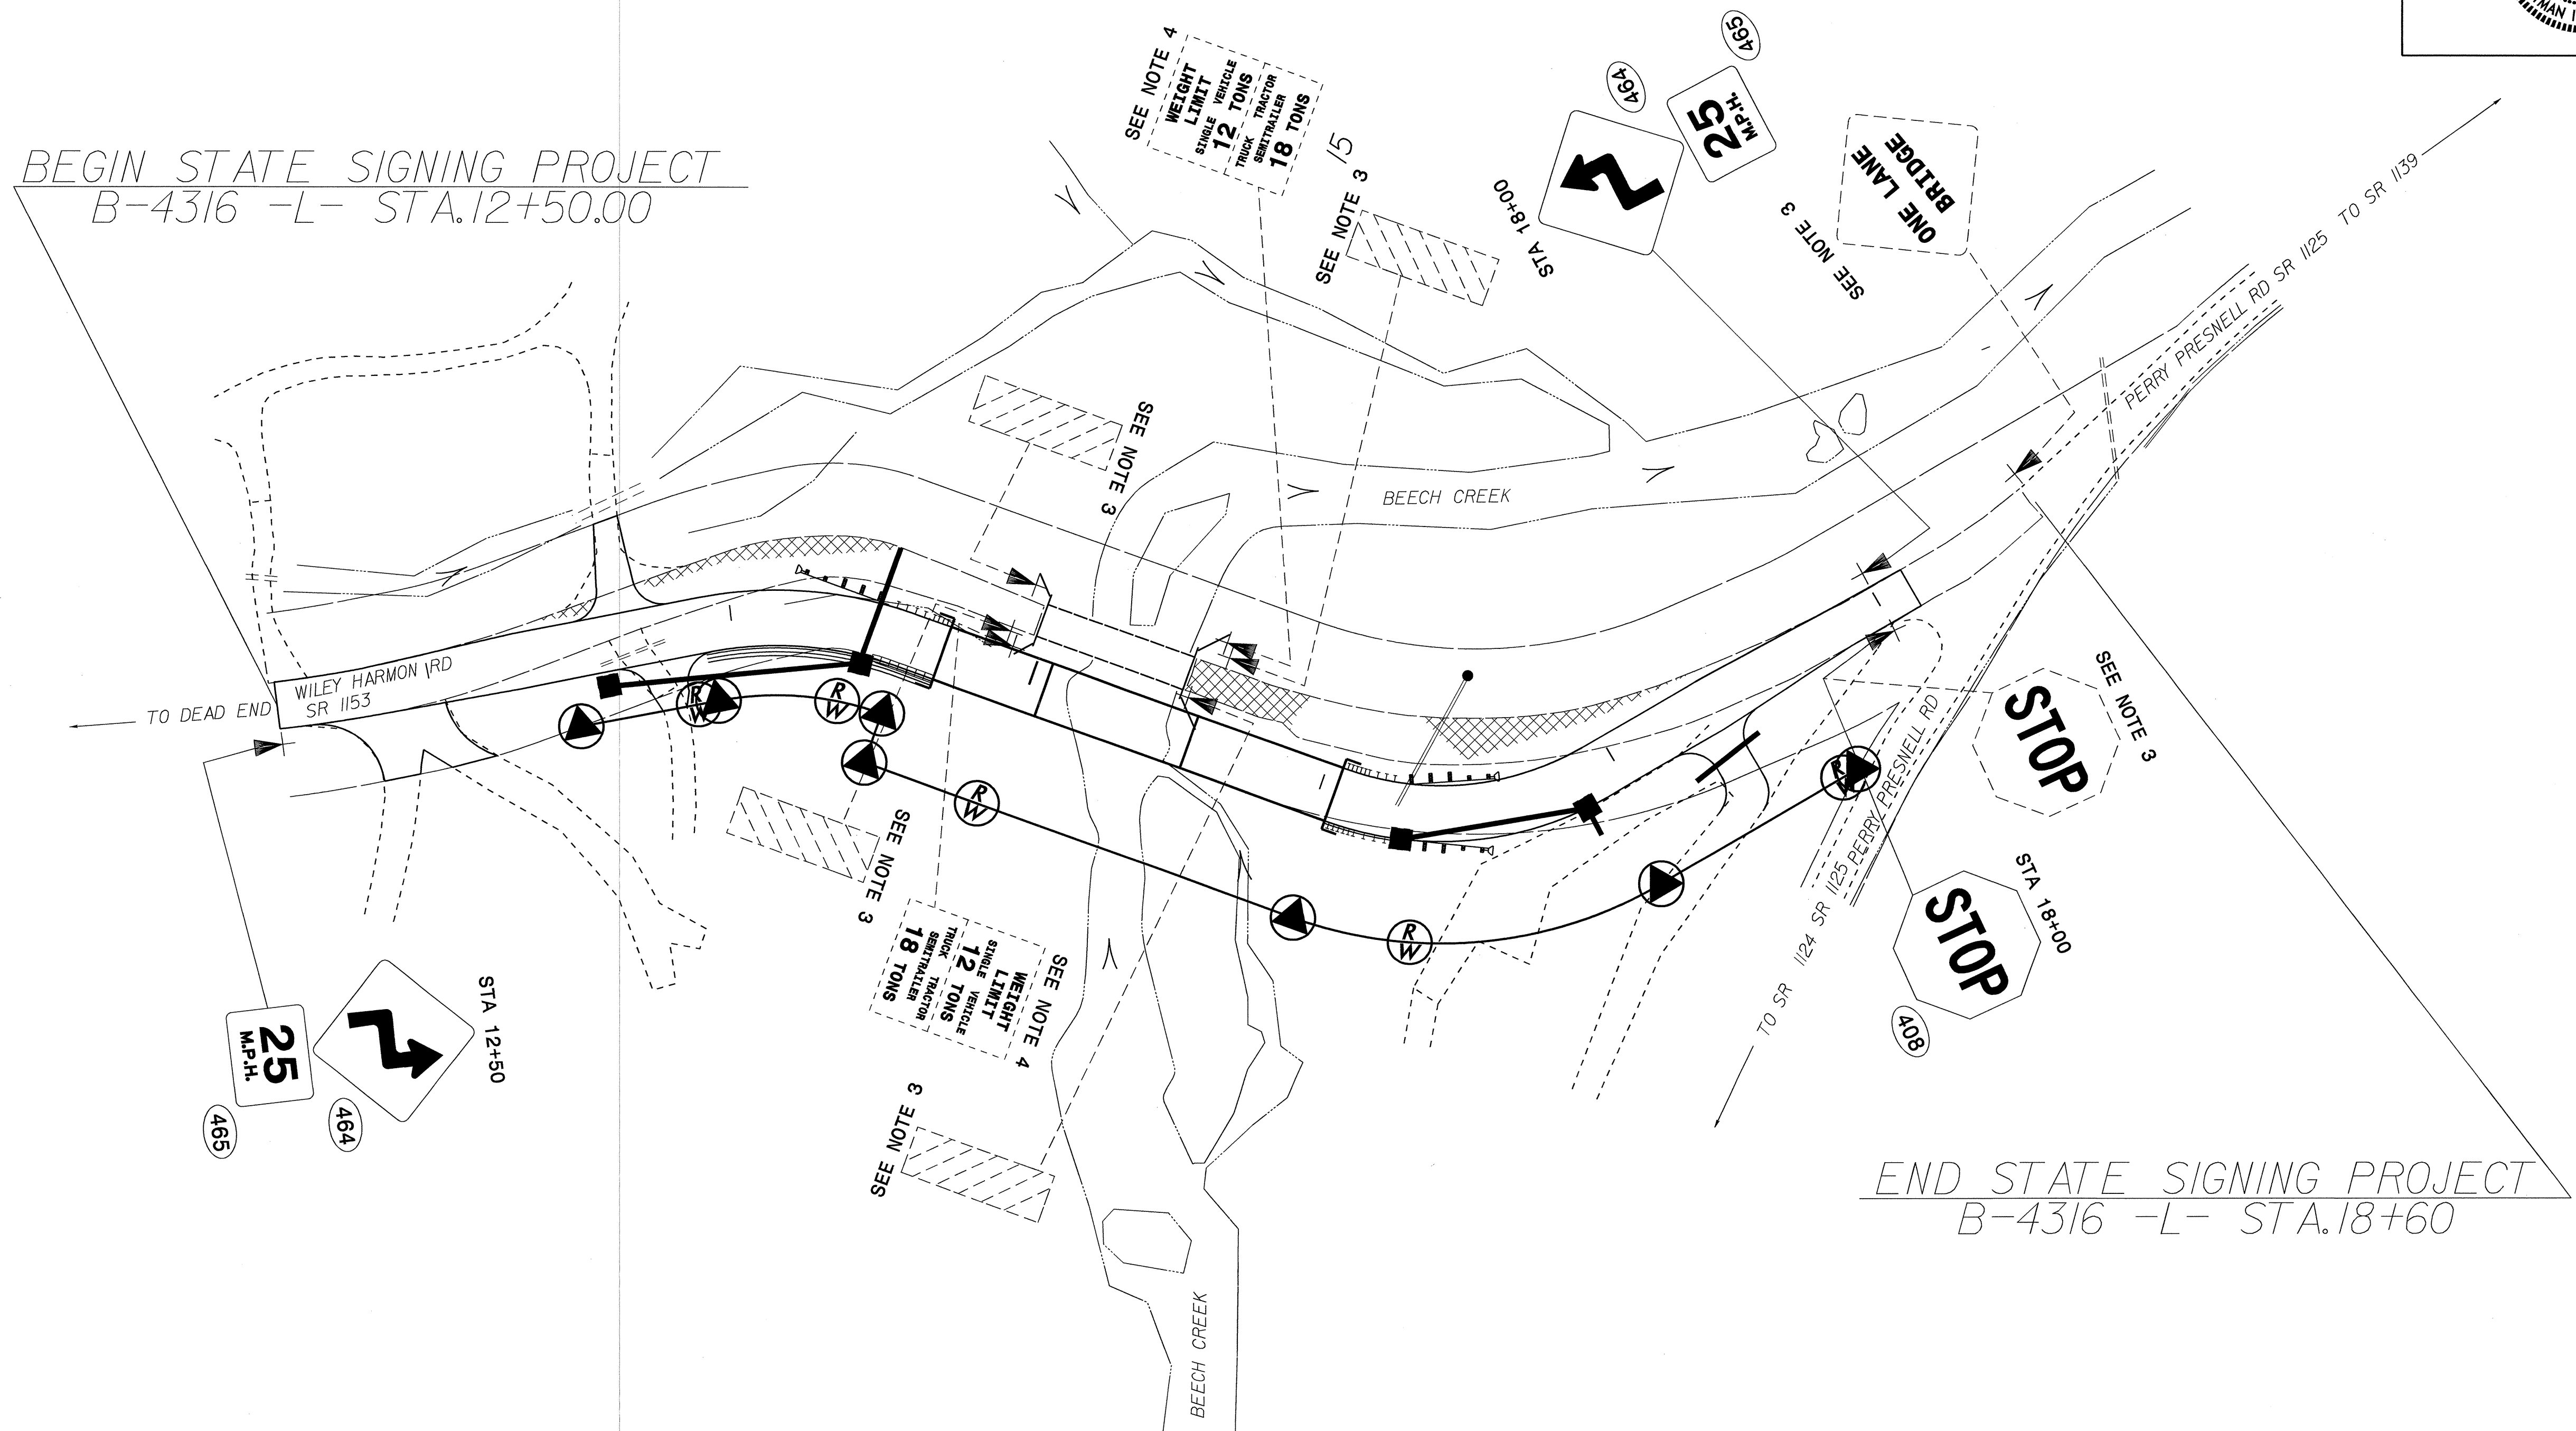 BEGIN STATE SIGNING PROJECT
B-4316 -L- STA.12+50.00
SEE NOTE 4
WEIGHT
LIMIT
SINGLE VEHICLE
12 TONS
TRUCK TRACTOR
SEMITRAILER
18 TONS
15
SEE NOTE 3
464
465
25
M.P.H.
STA 18+00
ONE LANE
BRIDGE
SEE NOTE 3
PERRY PRESNELL RD SR 1125 TO SR 1139
SEE NOTE 3
BEECH CREEK
WILEY HARMON RD
SR 1153
TO DEAD END
R
W
R
W
R
W
R
W
R
W
SEE NOTE 3
STOP
SEE NOTE 3
TO SR 1124 SR 1125 PERRY PRESNELL RD
STA 18+00
STOP
408
SEE NOTE 4
WEIGHT
LIMIT
SINGLE VEHICLE
12 TONS
TRUCK TRACTOR
SEMITRAILER
18 TONS
SEE NOTE 3
STA 12+50
25
M.P.H.
465
464
BEECH CREEK
END STATE SIGNING PROJECT
B-4316 -L- STA.18+60